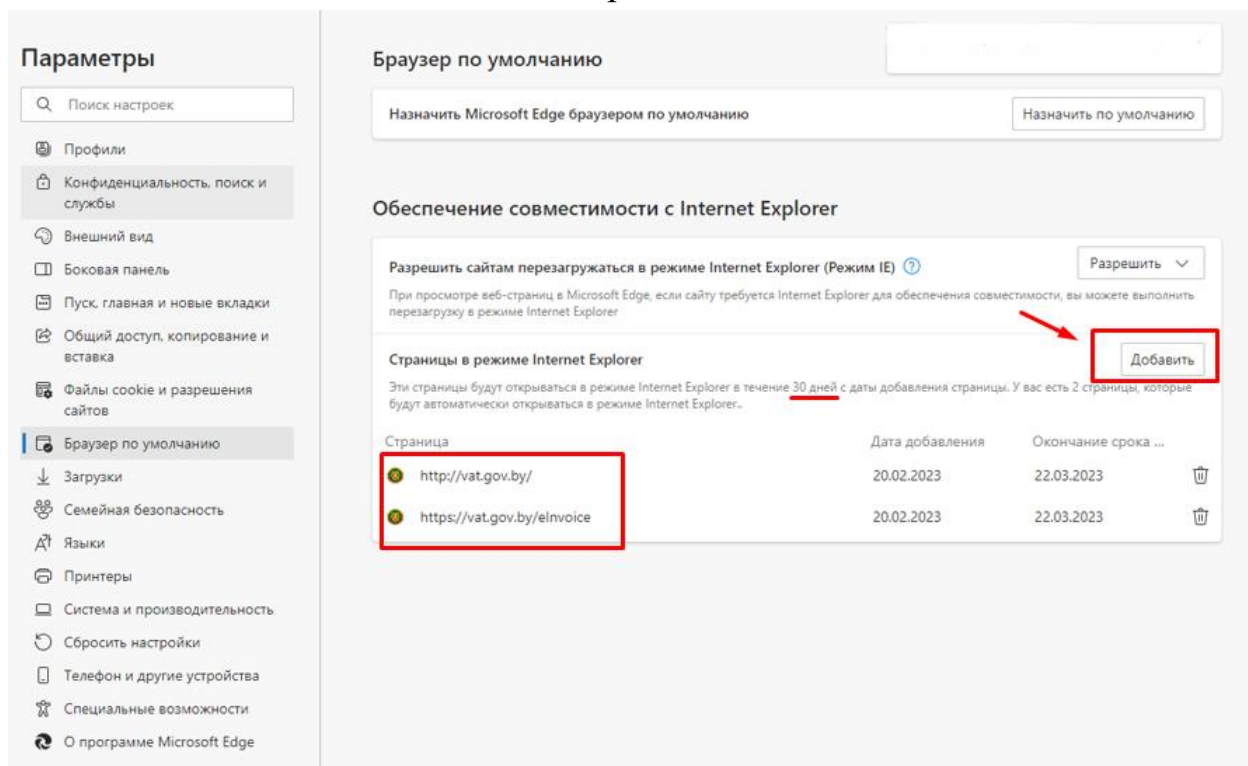 Параметры
Поиск настроек
Профили
Конфиденциальность, поиск и
службы
Внешний вид
Боковая панель
Пуск, главная и новые вкладки
Общий доступ, копирование и
вставка
Файлы cookie и разрешения
сайтов
Браузер по умолчанию
Загрузки
Семейная безопасность
Языки
Принтеры
Система и производительность
Сбросить настройки
Телефон и другие устройства
Специальные возможности
О программе Microsoft Edge
Браузер по умолчанию
Назначить Microsoft Edge браузером по умолчанию
Назначить по умолчанию
Обеспечение совместимости с Internet Explorer
Разрешить сайтам перезагружаться в режиме Internet Explorer (Режим IE) ?
Разрешить
При просмотре веб-страниц в Microsoft Edge, если сайту требуется Internet Explorer для обеспечения совместимости, вы можете выполнить
перезагрузку в режиме Internet Explorer
Страницы в режиме Internet Explorer
Добавить
Эти страницы будут открываться в режиме Internet Explorer в течение 30 дней с даты добавления страницы. У вас есть 2 страницы, которые
будут автоматически открываться в режиме Internet Explorer..
Страница Дата добавления Окончание срока ...
http://vat.gov.by/ 20.02.2023 22.03.2023
https://vat.gov.by/eInvoice 20.02.2023 22.03.2023